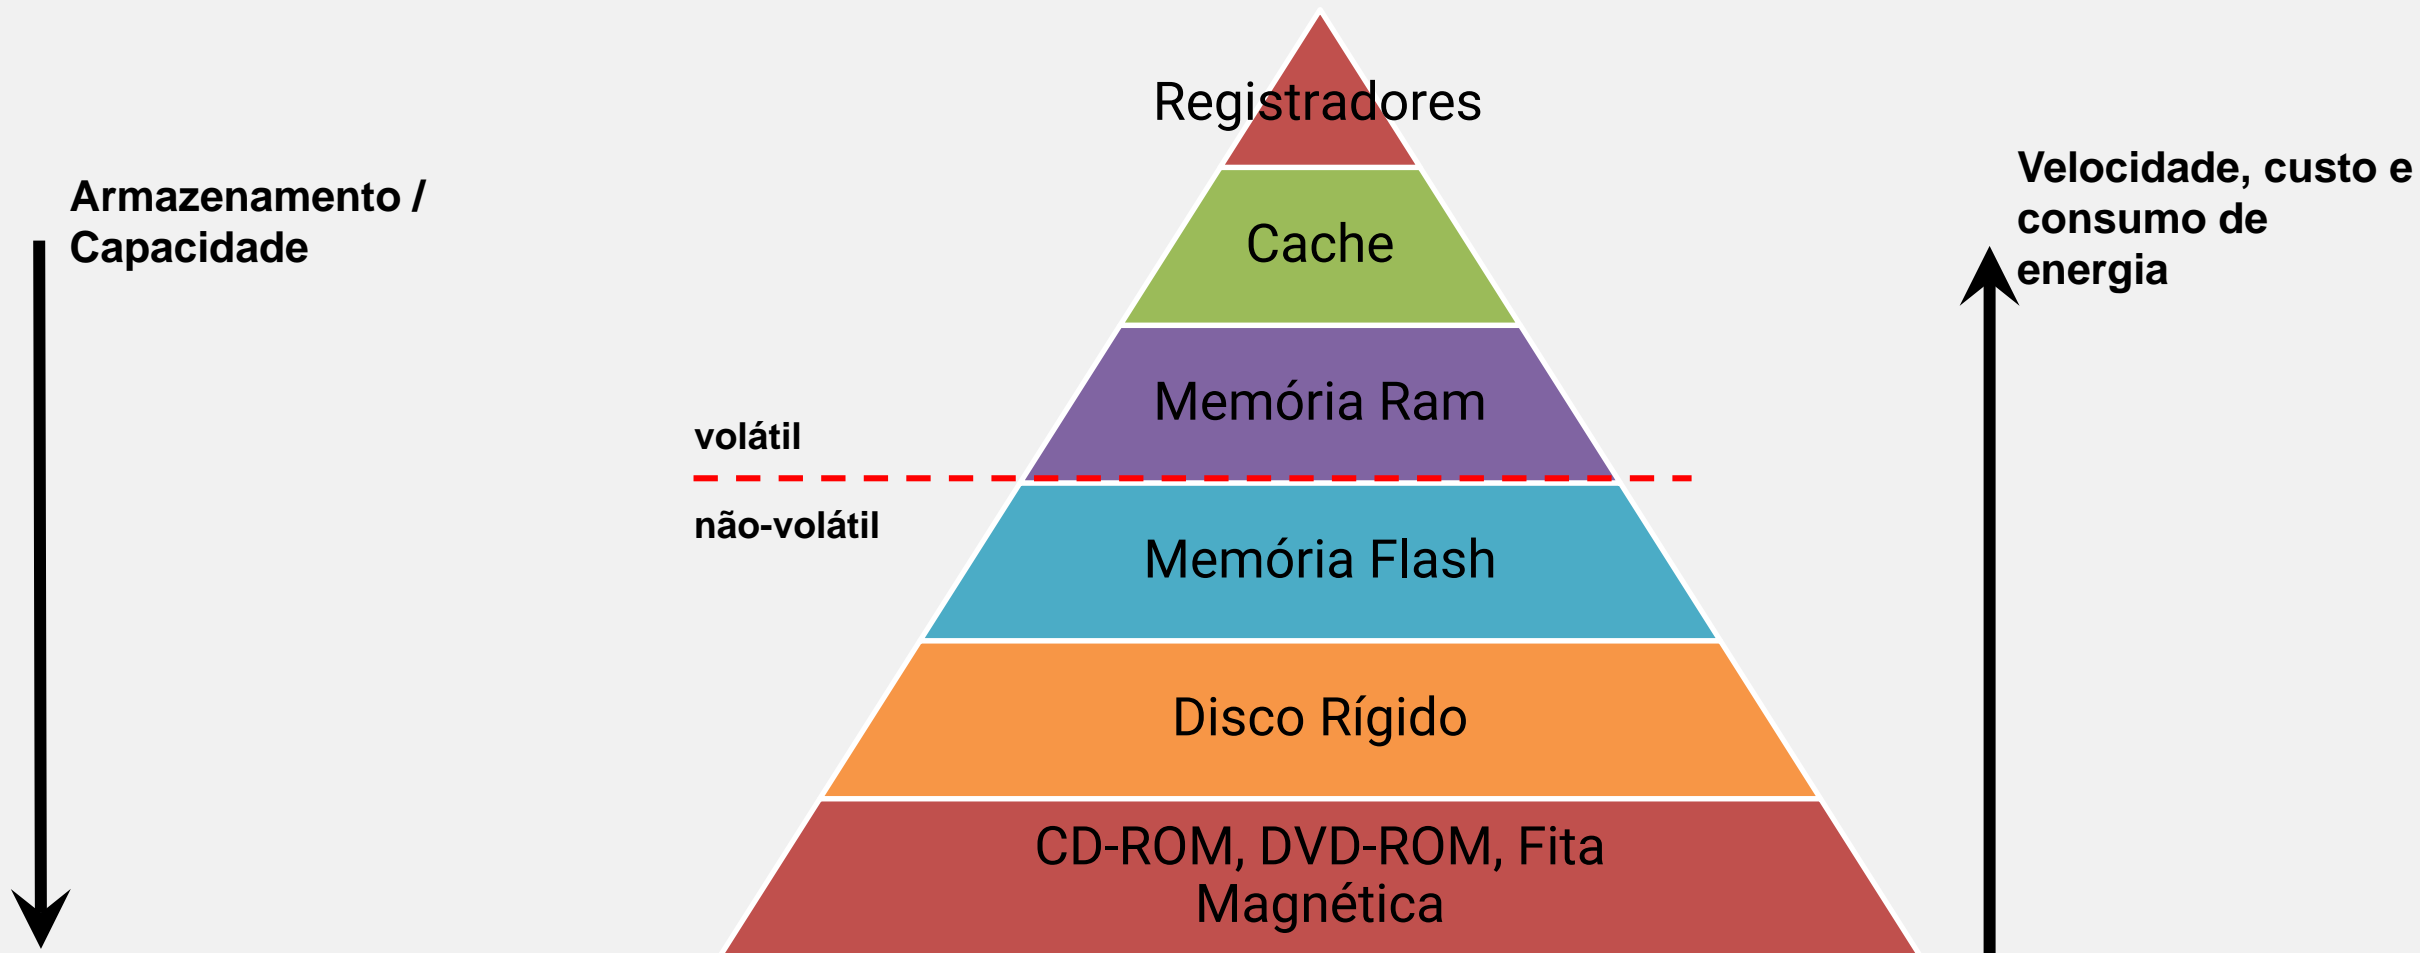 Registradores
Velocidade, custo e
consumo de
energia
Armazenamento /
Capacidade
Cache
Memória Ram
volátil
não-volátil
Memória Flash
Disco Rígido
CD-ROM, DVD-ROM, Fita
Magnética